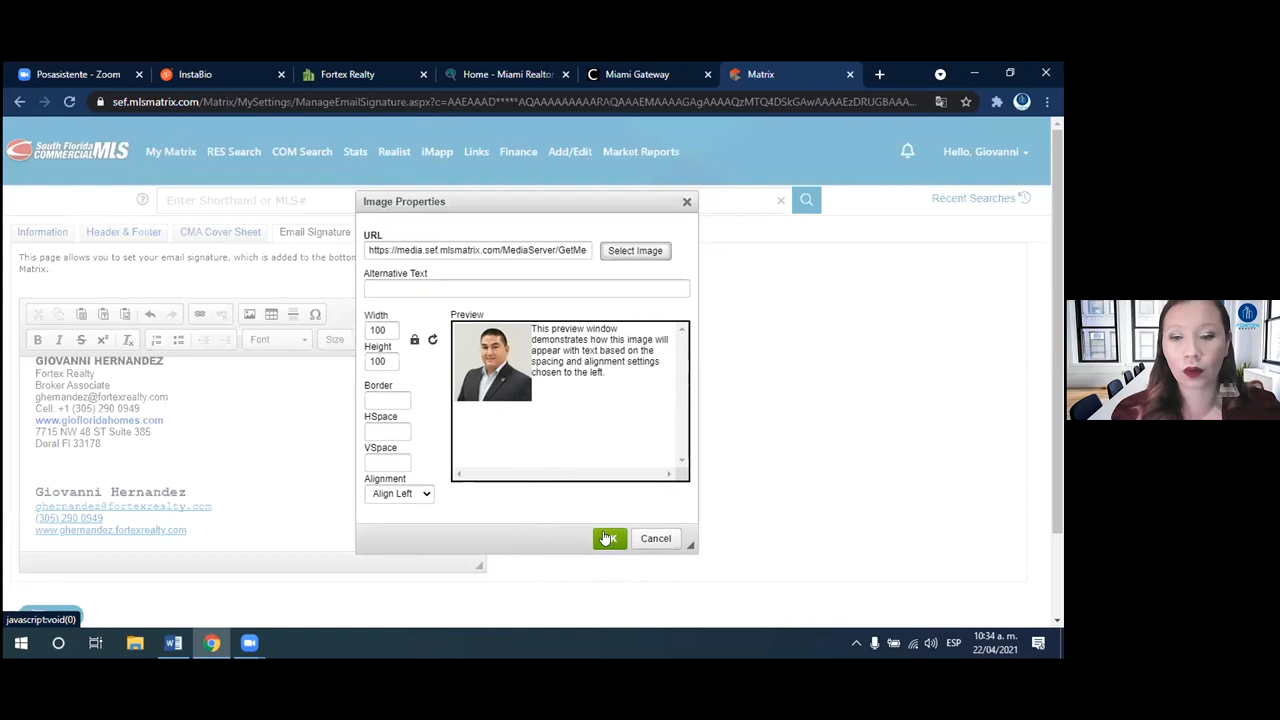 Posasistente - Zoom
InstaBio
Fortex Realty
Home - Miami Realtor
Miami Gateway
Matrix
sef.mlsmatrix.com/Matrix/MySettings/ManageEmailSignature.aspx?c=AAEAAAD*****AQAAAAAAAAARAQAAAEMAAAAGAgAAAAQzMTQ4DSkGAwAAAAEzDRUGBAAA...
South Florida
COMMERCIAL MLS
My Matrix RES Search COM Search Stats Realist iMapp Links Finance Add/Edit Market Reports
Hello, Giovanni
Enter Shorthand or MLS#
Recent Searches
Information
Header & Footer
CMA Cover Sheet
Email Signature
This page allows you to set your email signature, which is added to the bottom
Matrix.
Font
Size
GIOVANNI HERNANDEZ
Fortex Realty
Broker Associate
ghernandez@fortexrealty.com
Cell: +1 (305) 290 0949
www.giofloridahomes.com
7715 NW 48 ST Suite 385
Doral Fl 33178
Giovanni Hernandez
ghernandez@fortexrealty.com
(305) 290 0949
www.ghernandez.fortexrealty.com
Image Properties
URL
https://media.sef.mlsmatrix.com/MediaServer/GetMe
Select Image
Alternative Text
Width
100
Height
100
Border
HSpace
VSpace
Alignment
Align Left
Preview
This preview window
demonstrates how this image will
appear with text based on the
spacing and alignment settings
chosen to the left.
Cancel
javascript:void(0)
ESP
10:34 a. m.
22/04/2021